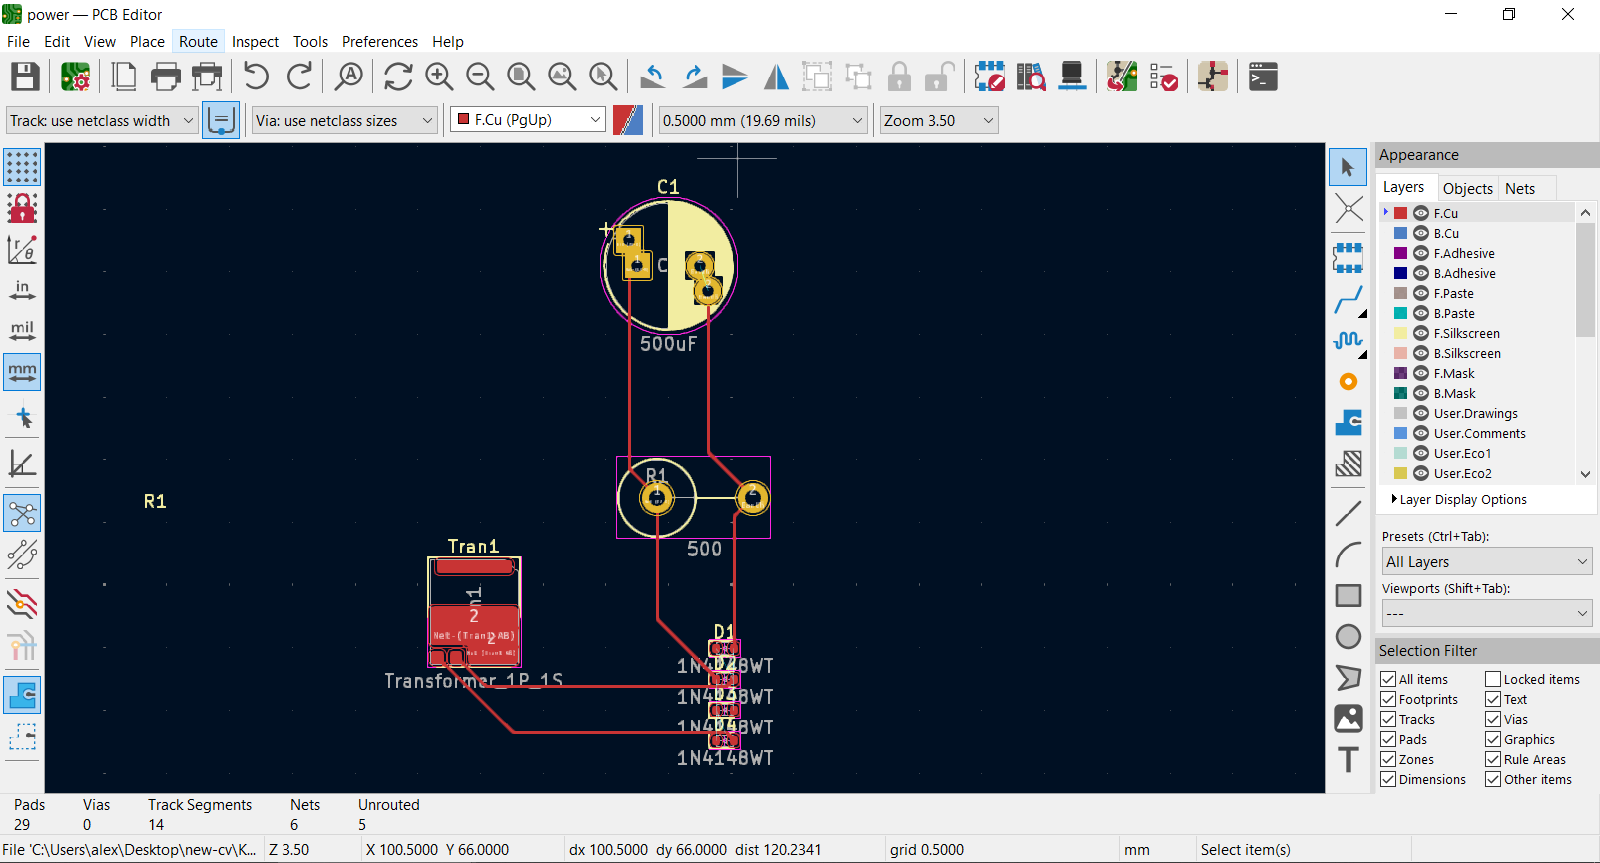 power — PCB Editor
File Edit View Place Route Inspect Tools Preferences Help
Track: use netclass width Via: use netclass sizes F.Cu (PgUp) 0.5000 mm (19.69 mils) Zoom 3.50
in
mil
mm
C1
C
500uF
R1
R1
1
2
500
Tran1
2
Net-(Tran1-AB)
2
Transformer_1P_1S
D1
1N4148WT
1N4148WT
1N4148WT
D4
1N4148WT
Appearance
Layers Objects Nets
F.Cu
B.Cu
F.Adhesive
B.Adhesive
F.Paste
B.Paste
F.Silkscreen
B.Silkscreen
F.Mask
B.Mask
User.Drawings
User.Comments
User.Eco1
User.Eco2
Layer Display Options
Presets (Ctrl+Tab):
All Layers
Viewports (Shift+Tab):
---
Selection Filter
All items Locked items
Footprints Text
Tracks Vias
Pads Graphics
Zones Rule Areas
Dimensions Other items
Pads Vias Track Segments Nets Unrouted
29 0 14 6 5
File 'C:\Users\alex\Desktop\new-cv\K... Z 3.50 X 100.5000 Y 66.0000 dx 100.5000 dy 66.0000 dist 120.2341 grid 0.5000 mm Select item(s)